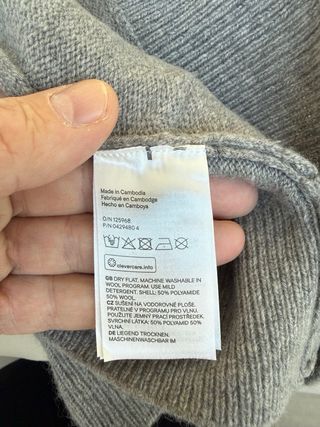 Made in Cambodia
Fabriqué en Cambodge
Hecho en Camboya
O/N 125968
P/N 0429480 4
clevercare.info
GB DRY FLAT. MACHINE WASHABLE IN
WOOL PROGRAM. USE MILD
DETERGENT. SHELL: 50% POLYAMIDE
50% WOOL.
CZ SUŠENÍ NA VODOROVNÉ PLOŠE.
PRATELNÉ V PROGRAMU PRO VLNU.
POUŽIJTE JEMNÝ PRACÍ PROSTŘEDEK.
SVRCHNÍ LÁTKA: 50% POLYAMID 50%
VLNA.
DE LIEGEND TROCKNEN.
MASCHINENWASCHBAR IM